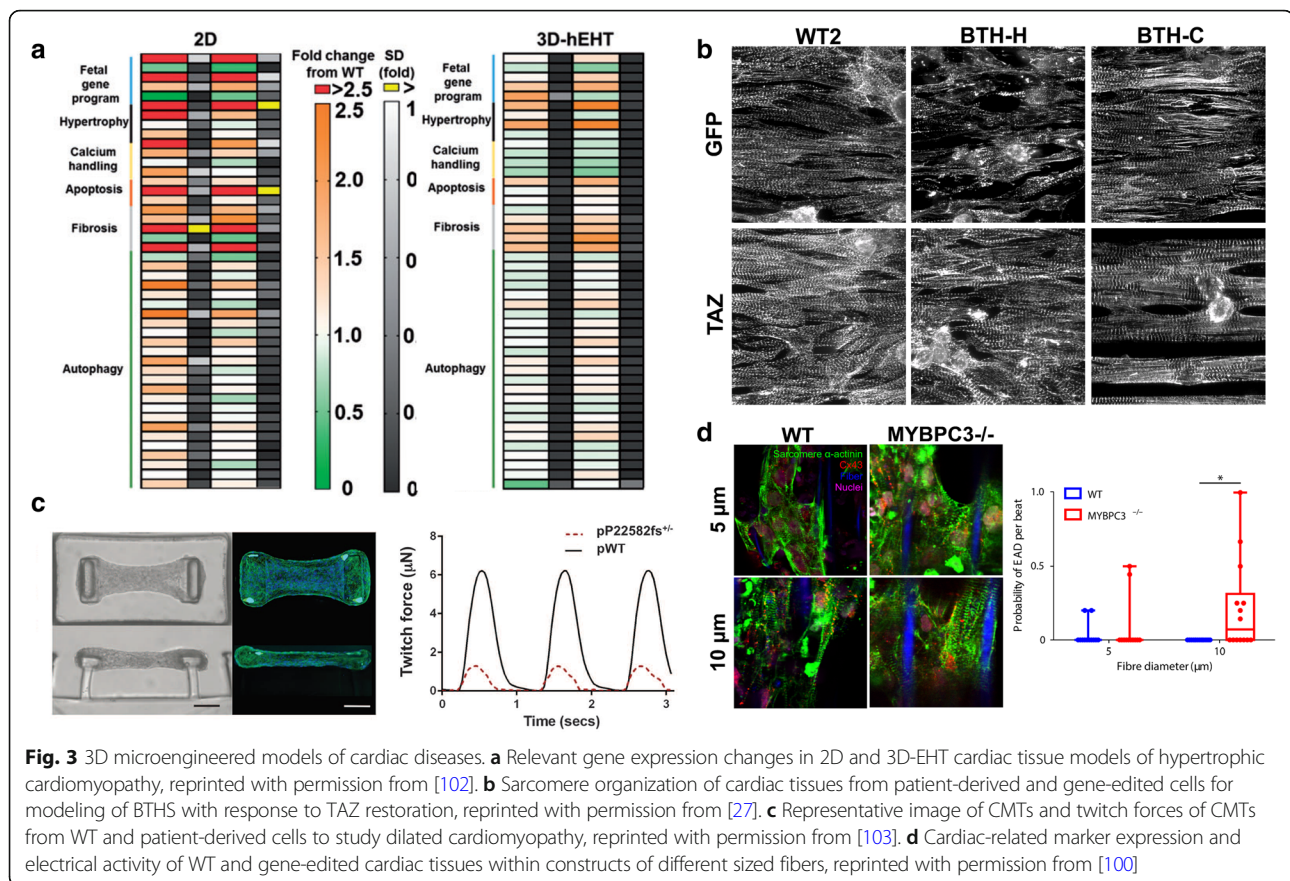 a
2D
3D-hEHT
Fold change
from WT
>2.5
SD
(fold)
>
2.5
2.0
1.5
1.0
0.5
0
1
0
0
0
0
Fetal
gene
program
Hypertrophy
Calcium
handling
Apoptosis
Fibrosis
Autophagy
Fetal
gene
program
Hypertrophy
Calcium
handling
Apoptosis
Fibrosis
Autophagy
b
WT2
BTH-H
BTH-C
GFP
TAZ
c
pP22582fs+/-
pWT
Twitch force (µN)
8
6
4
2
0
0
1
2
3
Time (secs)
d
WT
MYBPC3-/-
Sarcomere α-actinin
Cx43
Fiber
Nuclei
5 µm
10 µm
WT
MYBPC3 -/-
*
Probability of EAD per beat
1.0
0.5
0
5
10
Fibre diameter (µm)
Fig. 3 3D microengineered models of cardiac diseases. a Relevant gene expression changes in 2D and 3D-EHT cardiac tissue models of hypertrophic
cardiomyopathy, reprinted with permission from [102]. b Sarcomere organization of cardiac tissues from patient-derived and gene-edited cells for
modeling of BTHS with response to TAZ restoration, reprinted with permission from [27]. c Representative image of CMTs and twitch forces of CMTs
from WT and patient-derived cells to study dilated cardiomyopathy, reprinted with permission from [103]. d Cardiac-related marker expression and
electrical activity of WT and gene-edited cardiac tissues within constructs of different sized fibers, reprinted with permission from [100]